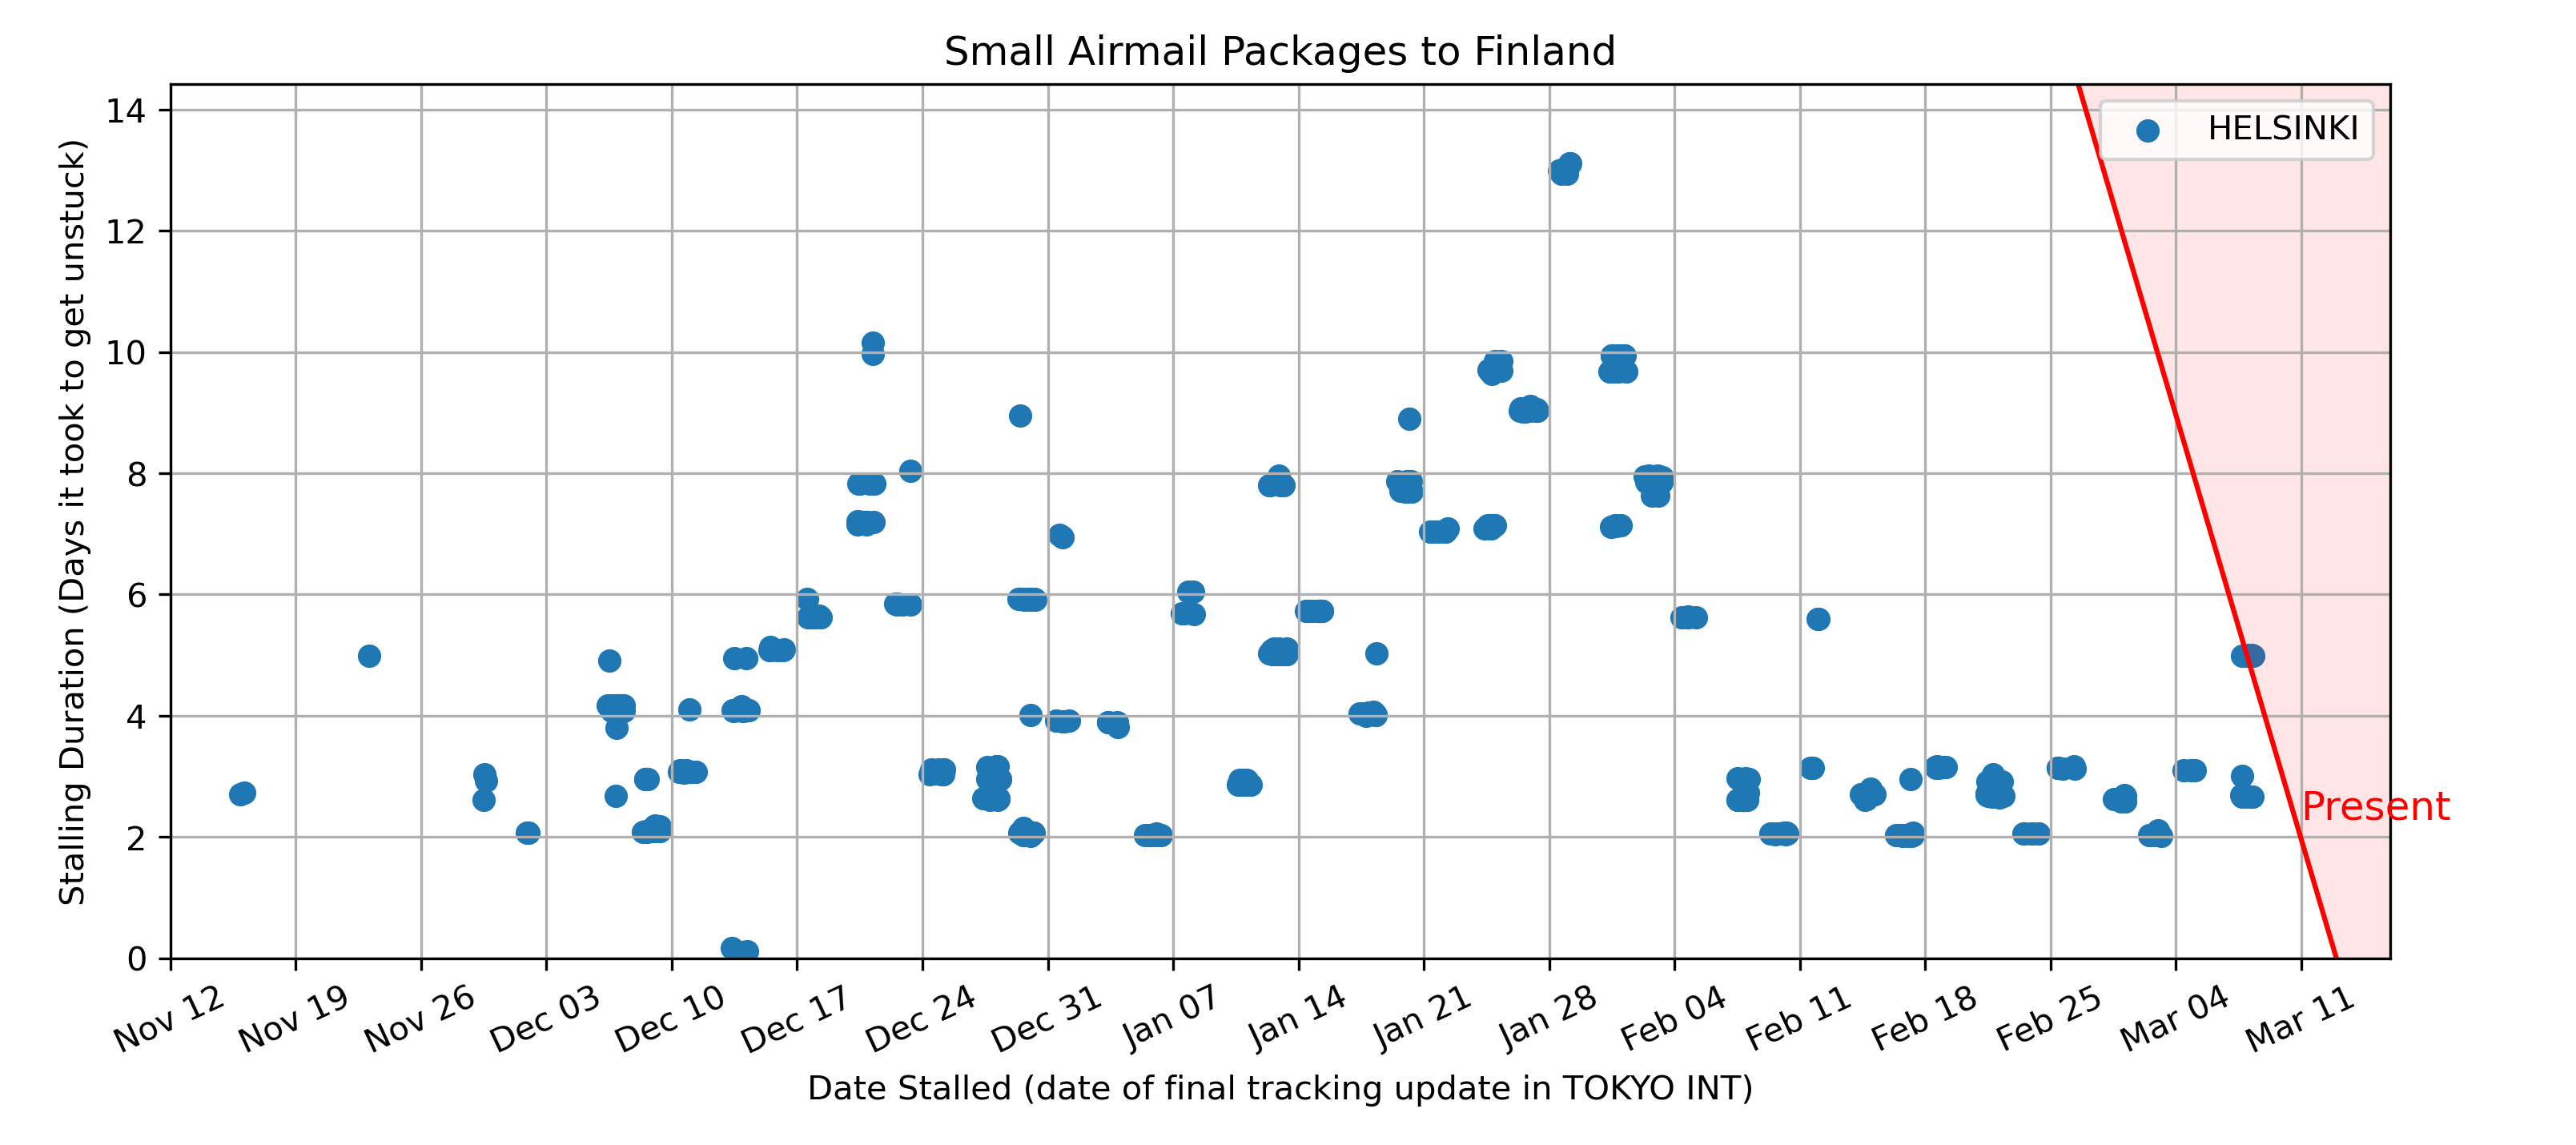 Small Airmail Packages to Finland
Stalling Duration (Days it took to get unstuck)
14
12
10
8
6
4
2
0
HELSINKI
Present
Nov 12
Nov 19
Nov 26
Dec 03
Dec 10
Dec 17
Dec 24
Dec 31
Jan 07
Jan 14
Jan 21
Jan 28
Feb 04
Feb 11
Feb 18
Feb 25
Mar 04
Mar 11
Date Stalled (date of final tracking update in TOKYO INT)